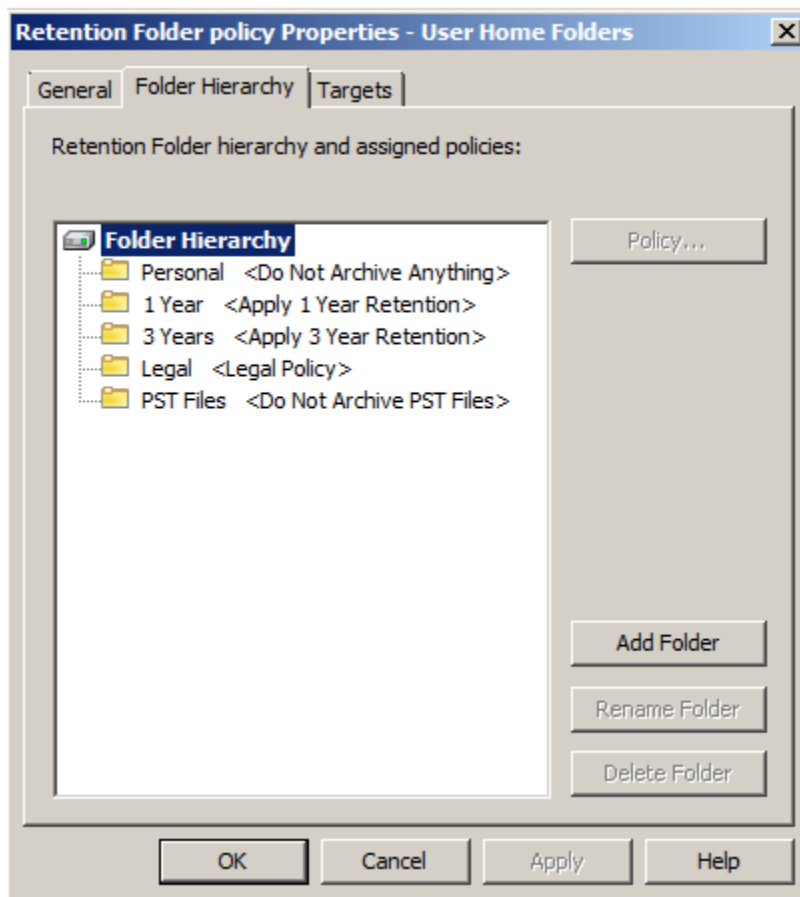 Retention Folder policy Properties - User Home Folders
General Folder Hierarchy Targets
Retention Folder hierarchy and assigned policies:
Folder Hierarchy
Policy...
Personal <Do Not Archive Anything>
1 Year <Apply 1 Year Retention>
3 Years <Apply 3 Year Retention>
Legal <Legal Policy>
PST Files <Do Not Archive PST Files>
Add Folder
Rename Folder
Delete Folder
OK Cancel Apply Help